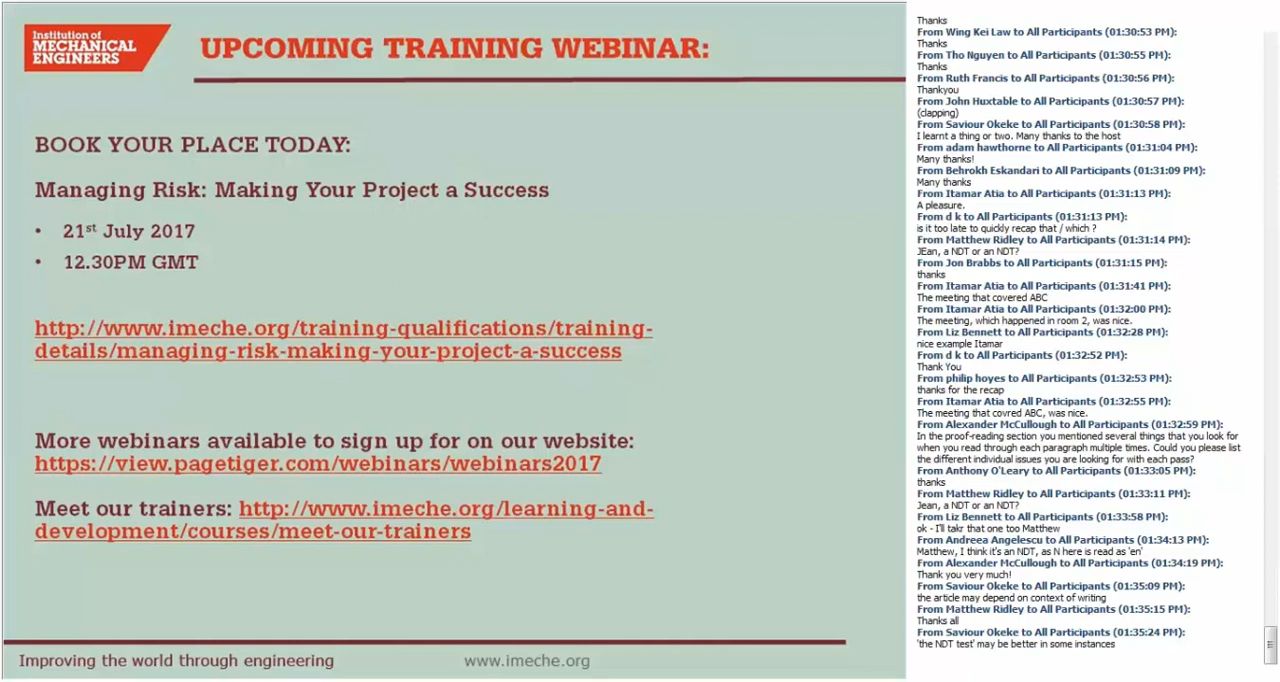 Institution of
MECHANICAL
ENGINEERS
UPCOMING TRAINING WEBINAR:
BOOK YOUR PLACE TODAY:
Managing Risk: Making Your Project a Success
• 21st July 2017
• 12.30PM GMT
http://www.imeche.org/training-qualifications/training-
details/managing-risk-making-your-project-a-success
More webinars available to sign up for on our website:
https://view.pagetiger.com/webinars/webinars2017
Meet our trainers: http://www.imeche.org/learning-and-
development/courses/meet-our-trainers
Improving the world through engineering
www.imeche.org
Thanks
From Wing Kei Law to All Participants (01:30:53 PM):
Thanks
From Tho Nguyen to All Participants (01:30:55 PM):
Thanks
From Ruth Francis to All Participants (01:30:56 PM):
Thankyou
From John Huxtable to All Participants (01:30:57 PM):
(clapping)
From Saviour Okeke to All Participants (01:30:58 PM):
I learnt a thing or two. Many thanks to the host
From adam hawthorne to All Participants (01:31:04 PM):
Many thanks!
From Behrokh Eskandari to All Participants (01:31:09 PM):
Many thanks
From Itamar Atia to All Participants (01:31:13 PM):
A pleasure.
From d k to All Participants (01:31:13 PM):
is it too late to quickly recap that / which ?
From Matthew Ridley to All Participants (01:31:14 PM):
JEan, a NDT or an NDT?
From Jon Brabbs to All Participants (01:31:15 PM):
thanks
From Itamar Atia to All Participants (01:31:41 PM):
The meeting that covered ABC
From Itamar Atia to All Participants (01:32:00 PM):
The meeting, which happened in room 2, was nice.
From Liz Bennett to All Participants (01:32:28 PM):
nice example Itamar
From d k to All Participants (01:32:52 PM):
Thank You
From philip hoyes to All Participants (01:32:53 PM):
thanks for the recap
From Itamar Atia to All Participants (01:32:55 PM):
The meeting that covred ABC, was nice.
From Alexander McCullough to All Participants (01:32:59 PM):
In the proof-reading section you mentioned several things that you look for
when you read through each paragraph multiple times. Could you please list
the different individual issues you are looking for with each pass?
From Anthony O'Leary to All Participants (01:33:05 PM):
thanks
From Matthew Ridley to All Participants (01:33:11 PM):
Jean, a NDT or an NDT?
From Liz Bennett to All Participants (01:33:58 PM):
ok - I'll takr that one too Matthew
From Andreea Angelescu to All Participants (01:34:13 PM):
Matthew, I think it's an NDT, as N here is read as 'en'
From Alexander McCullough to All Participants (01:34:19 PM):
Thank you very much!
From Saviour Okeke to All Participants (01:35:09 PM):
the article may depend on context of writing
From Matthew Ridley to All Participants (01:35:15 PM):
Thanks all
From Saviour Okeke to All Participants (01:35:24 PM):
'the NDT test' may be better in some instances